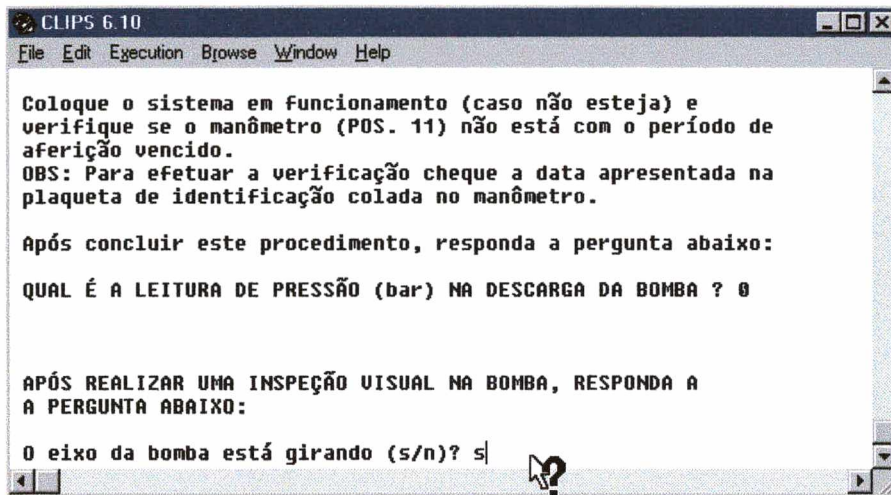 CLIPS 6.10
File Edit Execution Browse Window Help
Coloque o sistema em funcionamento (caso não esteja) e
verifique se o manômetro (POS. 11) não está com o período de
aferição vencido.
OBS: Para efetuar a verificação cheque a data apresentada na
plaqueta de identificação colada no manômetro.
Após concluir este procedimento, responda a pergunta abaixo:
QUAL É A LEITURA DE PRESSÃO (bar) NA DESCARGA DA BOMBA ? 0
APÓS REALIZAR UMA INSPEÇÃO VISUAL NA BOMBA, RESPONDA A
A PERGUNTA ABAIXO:
O eixo da bomba está girando (s/n)? s